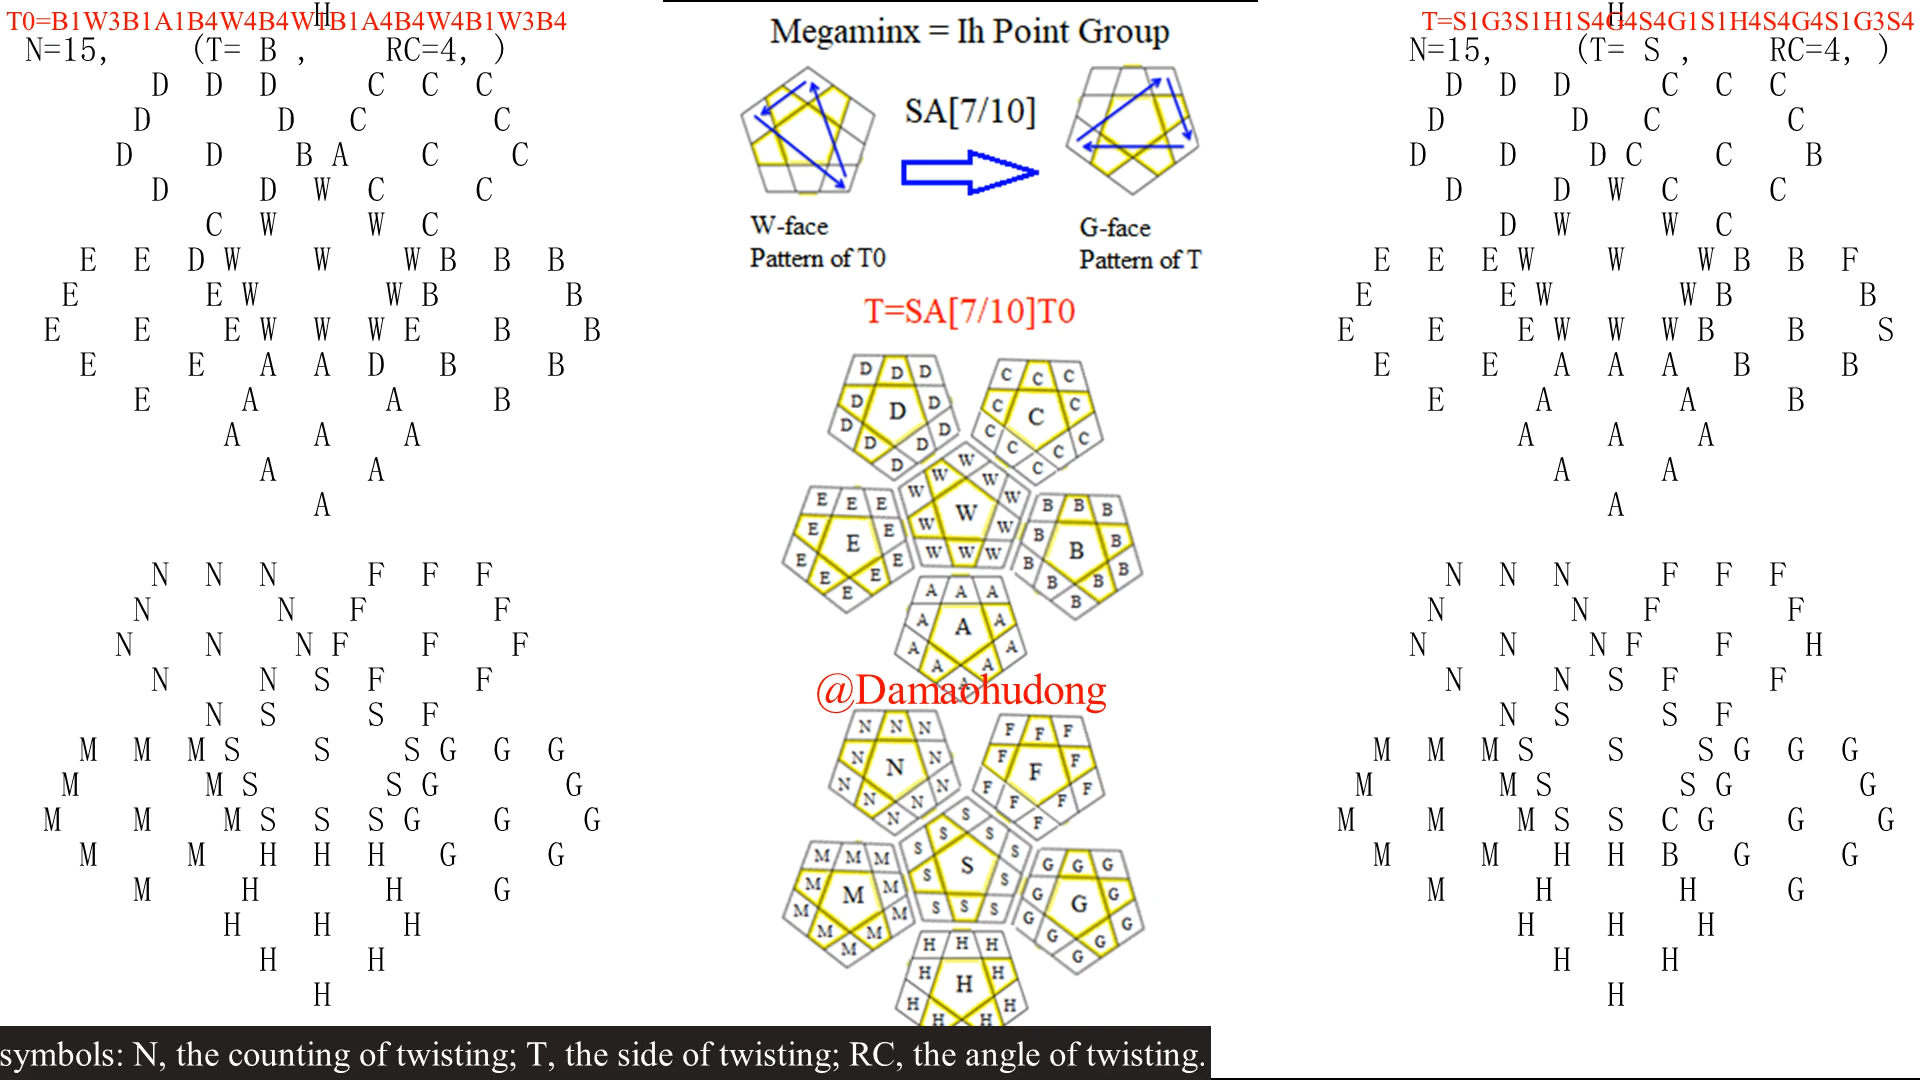 T0=B1W3B1A1B4W4B4W1B1A4B4W4B1W3B4
H
N=15, (T= B , RC=4, )
D D D C C C
D D C C
D D B A C C
D D W C C
C W W C
E E D W W W B B B
E E W W B B
E E E W W W E B B
E E A A D B B
E A A B
A A A
A A
A
N N N F F F
N N F F
N N N F F F
N N S F F
N S S F
M M M S S S G G G
M M S S G G
M M M S S S G G G
M M H H H G G
M H H G
H H H
H H
H
Megaminx = Ih Point Group
SA[7/10]
W-face
Pattern of T0
G-face
Pattern of T
T=SA[7/10]T0
D D D C C C
D D C C
D C
D D C C
D D W C C
D W W C
W W
E E E W B B B
E E W W B B
E W W W B
E E B B
E E A A A B B
E A A B
A
A A
A A
A
@Damaohudong
N N N F F F
N N F F
N F
N N S F F
N N S S F F
N S S F
M M M S G G G
M M S S G G
M S S S G
M M G G
M M H H H G G
M H H G
H
H H
H H
T=S1G3S1H1S4G4S4G1S1H4S4G4S1G3S4
H
N=15, (T= S , RC=4, )
D D D C C C
D D C C
D D D C C B
D D W C C
D W W C
E E E W W W B B F
E E W W B B
E E E W W W B B S
E E A A A B B
E A A B
A A A
A A
A
N N N F F F
N N F F
N N N F F H
N N S F F
N S S F
M M M S S S G G G
M M S S G G
M M M S S C G G G
M M H H B G G
M H H G
H H H
H H
H
symbols: N, the counting of twisting; T, the side of twisting; RC, the angle of twisting.